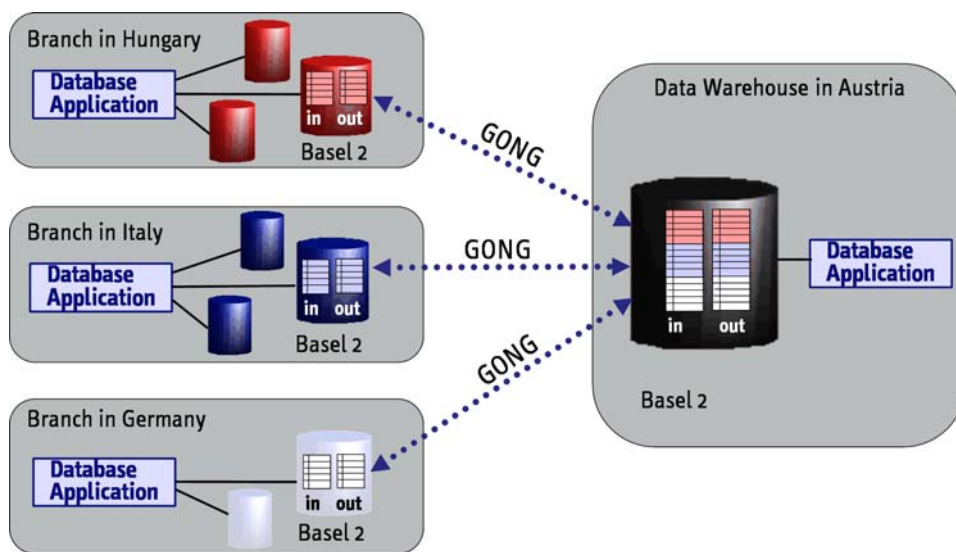 Branch in Hungary
Database
Application
in out
Basel 2
GONG
Branch in Italy
Database
Application
in out
Basel 2
GONG
Branch in Germany
Database
Application
in out
Basel 2
GONG
Data Warehouse in Austria
in out
Database
Application
Basel 2